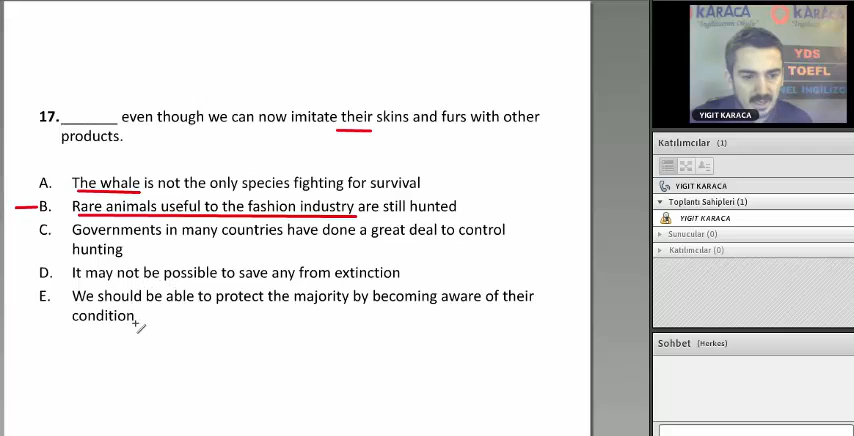 17.______ even though we can now imitate their skins and furs with other
products.
A. The whale is not the only species fighting for survival
B. Rare animals useful to the fashion industry are still hunted
C. Governments in many countries have done a great deal to control
hunting
D. It may not be possible to save any from extinction
E. We should be able to protect the majority by becoming aware of their
condition
KARACA
KARACA
YDS
TOEFL
YIGIT KARACA
Katılımcılar (1)
YIGIT KARACA
Toplantı Sahipleri (1)
YIGIT KARACA
Sunucular (0)
Katılımcılar (0)
Sohbet (Herkes)